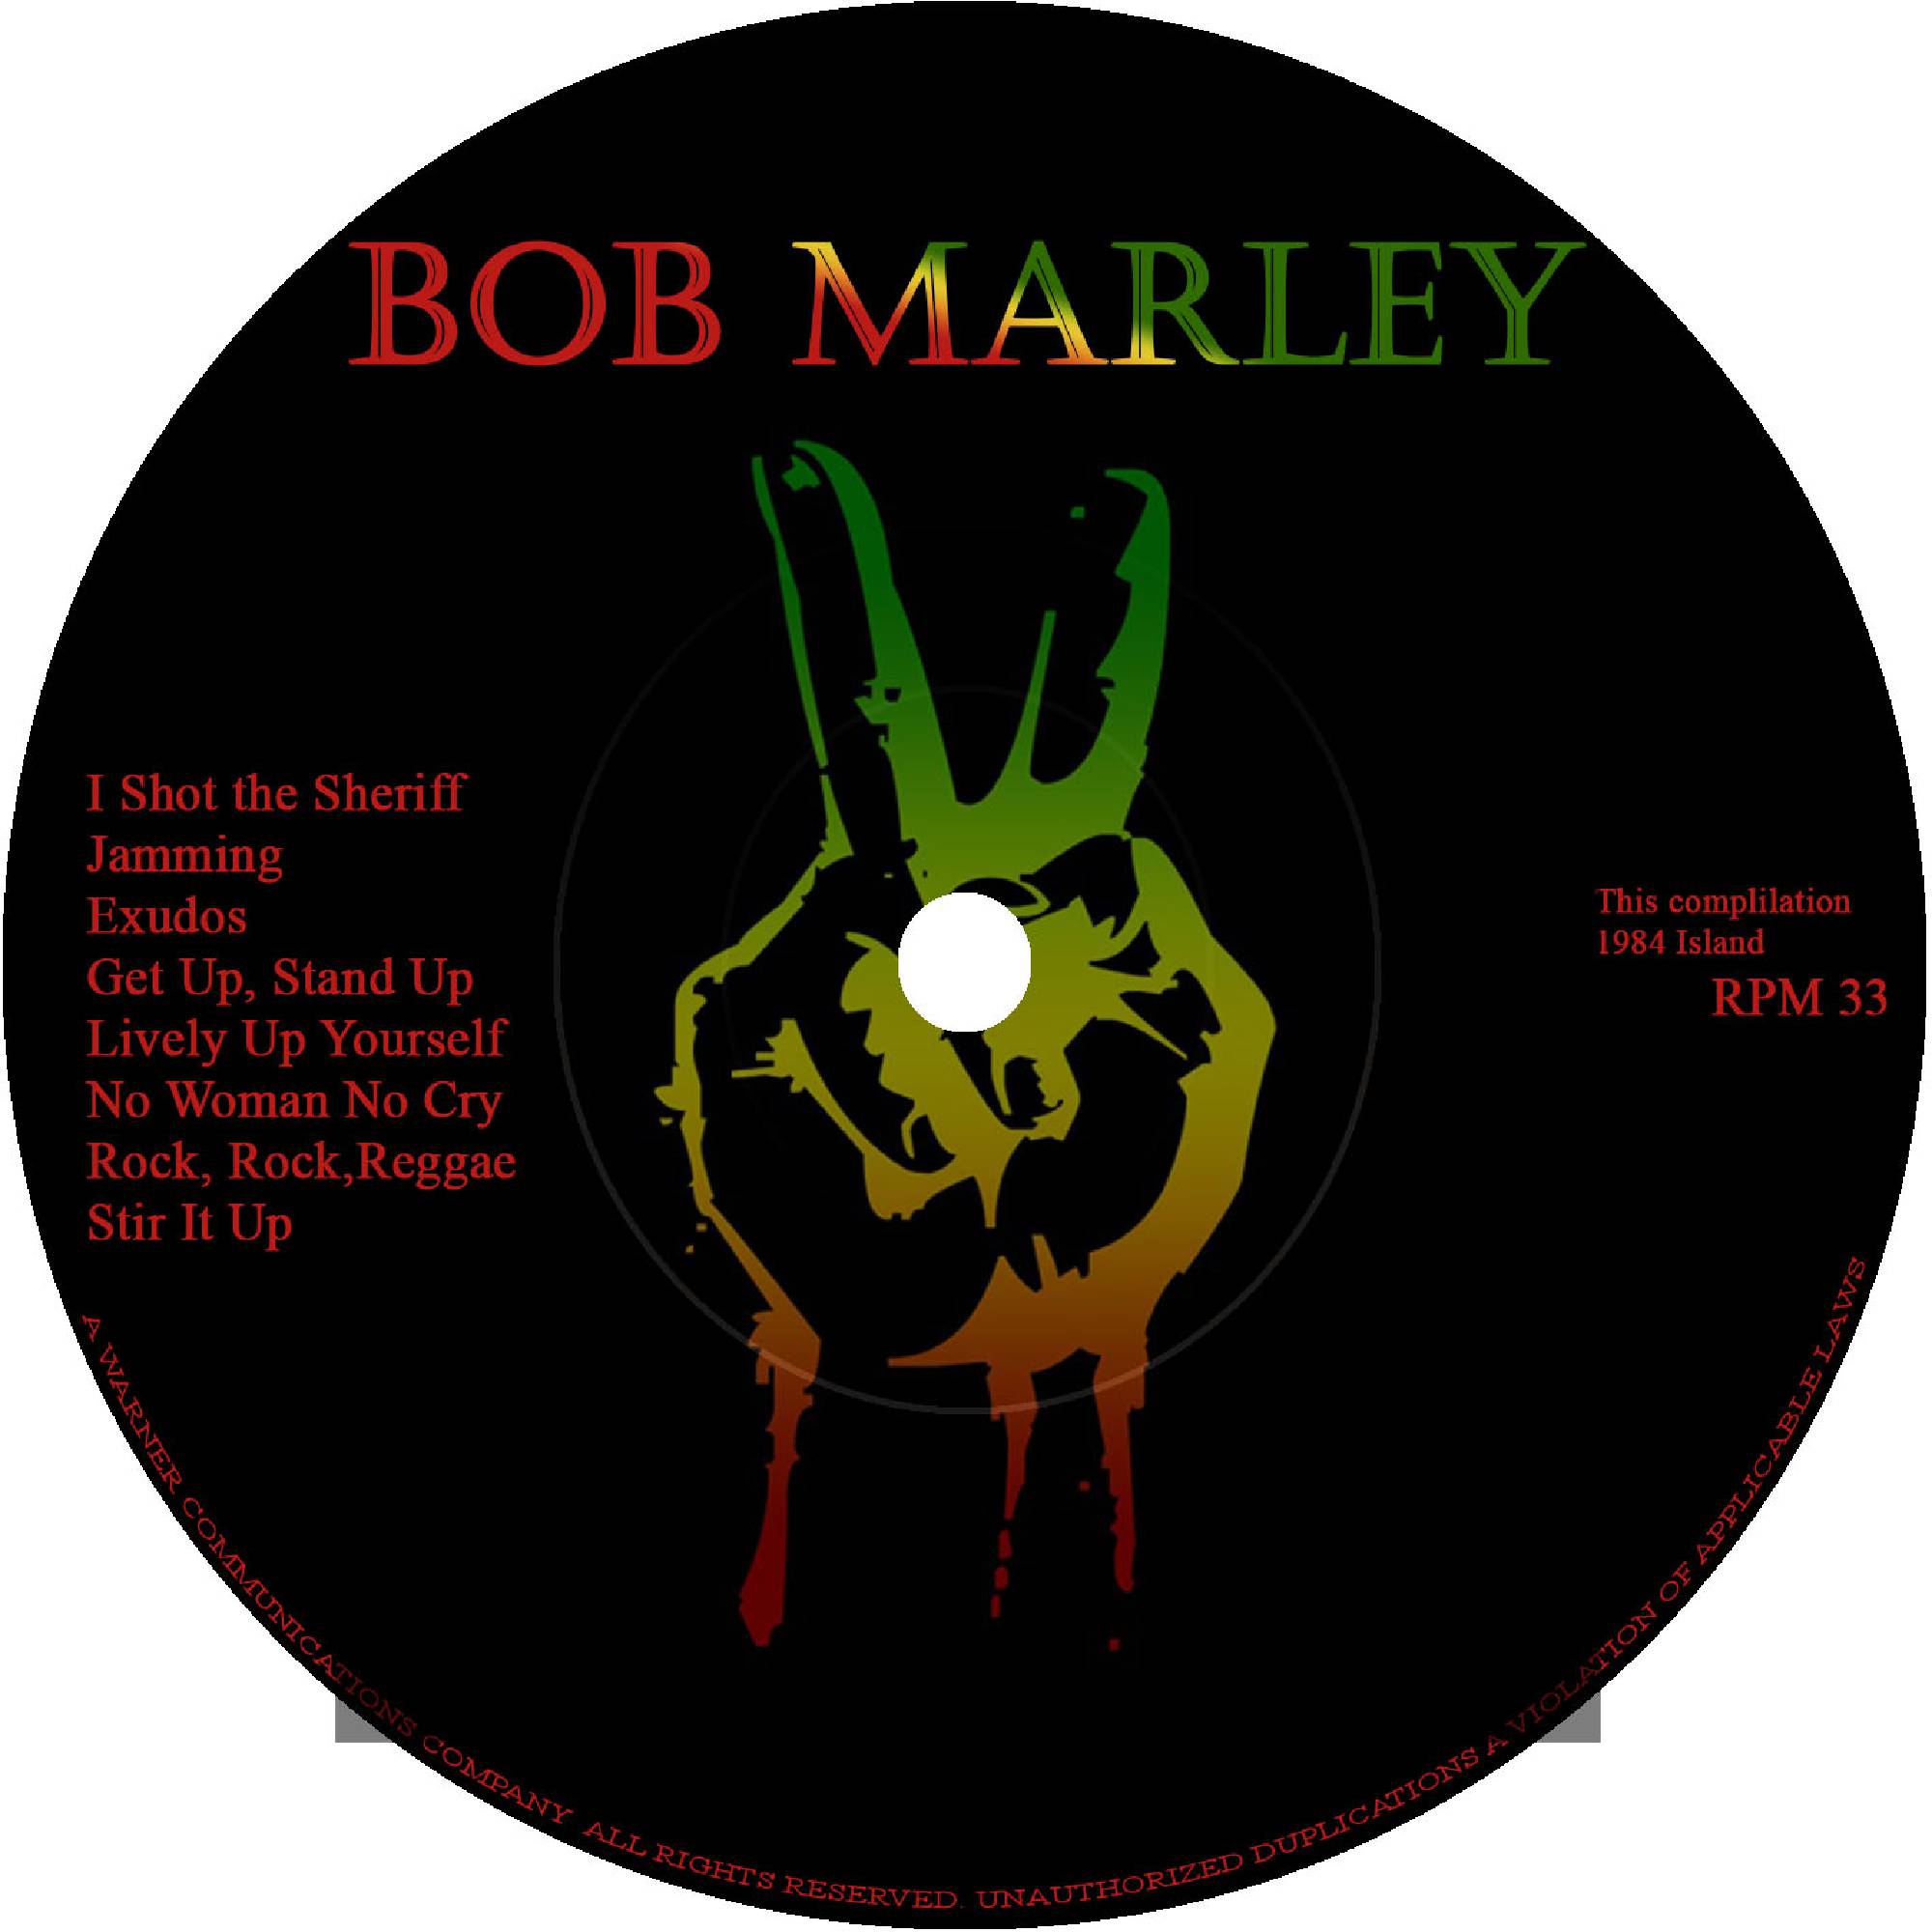 BOB MARLEY
I Shot the Sheriff
Jamming
Exudos
Get Up, Stand Up
Lively Up Yourself
No Woman No Cry
Rock, Rock,Reggae
Stir It Up
This complilation
1984 Island
RPM 33
A WARNER COMMUNICATIONS COMPANY ALL RIGHTS RESERVED. UNAUTHORIZED DUPLICATIONS A VIOLATION OF APPLICABLE LAWS